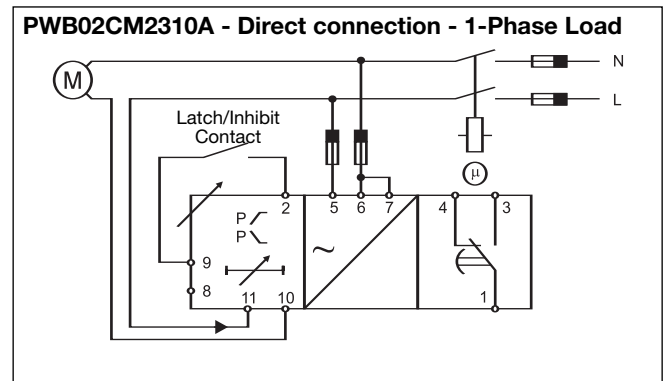 PWB02CM2310A - Direct connection - 1-Phase Load
N
M
L
Latch/Inhibit
Contact
μ
2 5 6 7 4 3
P
P
~
9
8
11 10 1